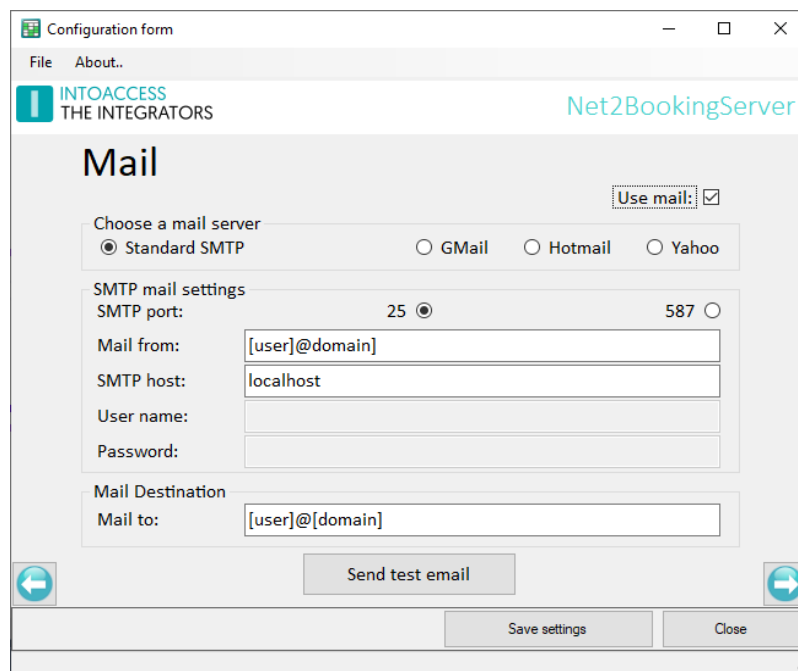 Configuration form
File About..
INTOACCESS
THE INTEGRATORS
Net2BookingServer
Mail
Use mail:
Choose a mail server
Standard SMTP GMail Hotmail Yahoo
SMTP mail settings
SMTP port: 25 587
Mail from: [user]@domain]
SMTP host: localhost
User name:
Password:
Mail Destination
Mail to: [user]@[domain]
Send test email
Save settings Close